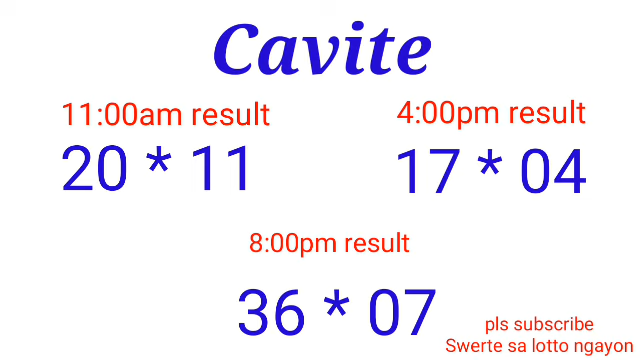 Cavite
11:00am result
20 * 11
4:00pm result
17 * 04
8:00pm result
36 * 07
pls subscribe
Swerte sa lotto ngayon